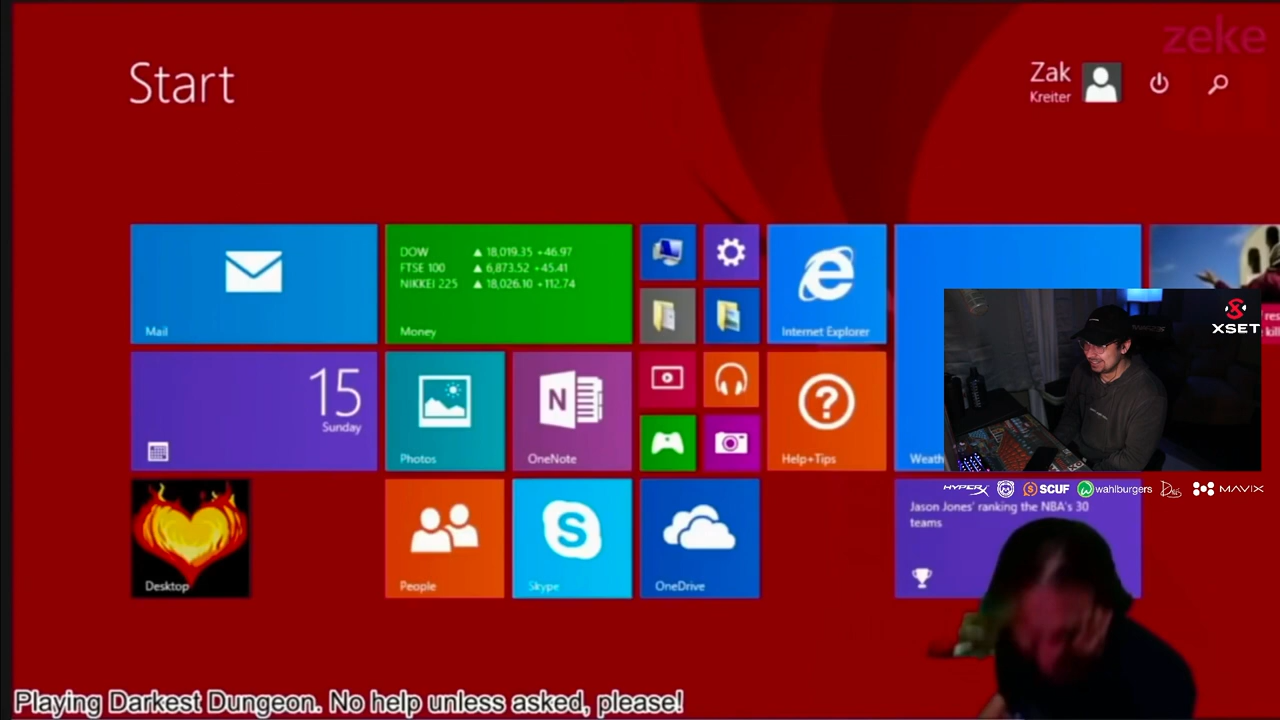 zeke
Start
Zak
Kreiter
Mail
DOW ▲ 18,019.35 +46.97
FTSE 100 ▲ 6,873.52 +45.41
NIKKEI 225 ▲ 18,026.10 +112.74
Money
Internet Explorer
res
kill
XSET
15
Sunday
Photos
N
OneNote
Help+Tips
Weath
HYPERX
SCUF
wahlburgers
MAVIX
Desktop
People
Skype
OneDrive
Jason Jones' ranking the NBA's 30
teams
Playing Darkest Dungeon. No help unless asked, please!